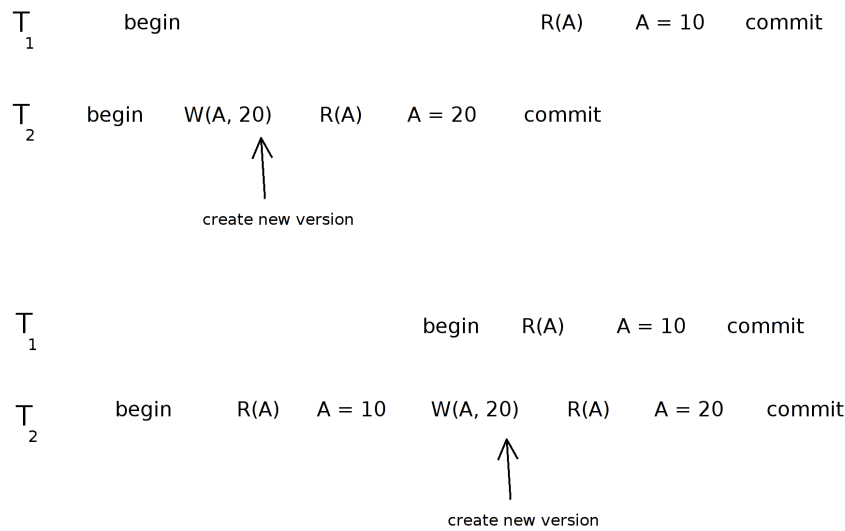 T1 begin R(A) A = 10 commit
T2 begin W(A, 20) R(A) A = 20 commit
create new version
T1 begin R(A) A = 10 commit
T2 begin R(A) A = 10 W(A, 20) R(A) A = 20 commit
create new version